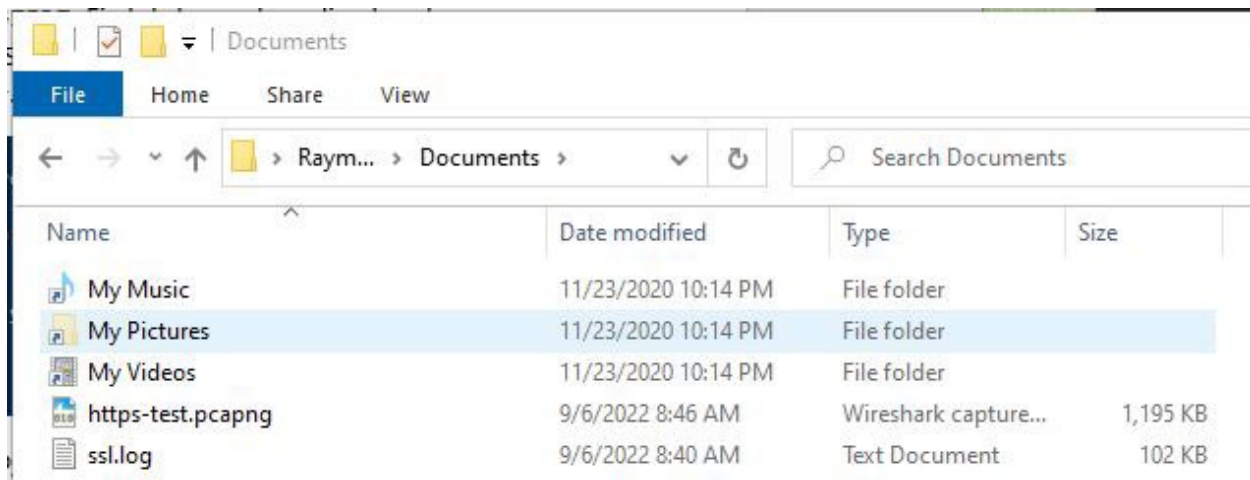 Documents
File Home Share View
Raym... > Documents >
Search Documents
Name Date modified Type Size
My Music 11/23/2020 10:14 PM File folder
My Pictures 11/23/2020 10:14 PM File folder
My Videos 11/23/2020 10:14 PM File folder
https-test.pcapng 9/6/2022 8:46 AM Wireshark capture... 1,195 KB
ssl.log 9/6/2022 8:40 AM Text Document 102 KB